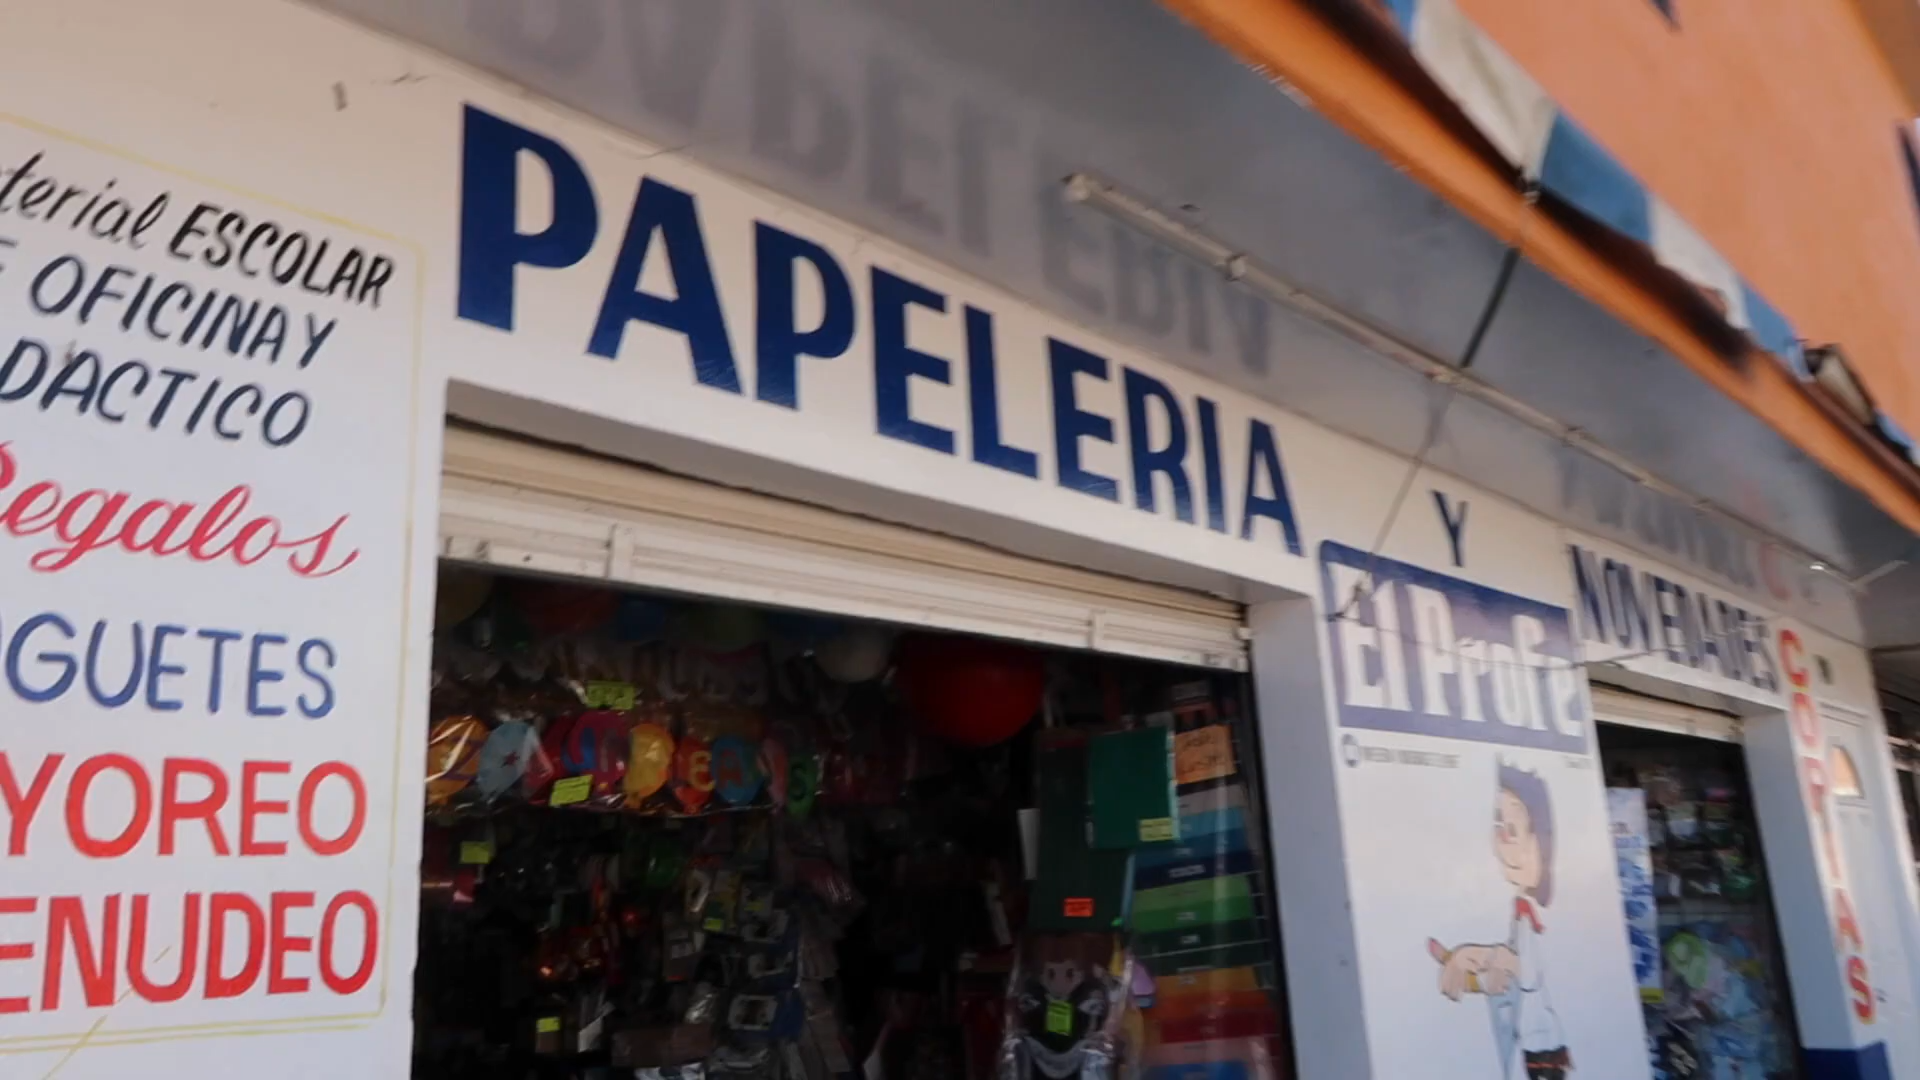 terial ESCOLAR
E OFICINA Y
DACTICO
Regalos
GUETES
YOREO
ENUDEO
PAPELERIA
Y
El Profe
NOVEDADES
COPIAS